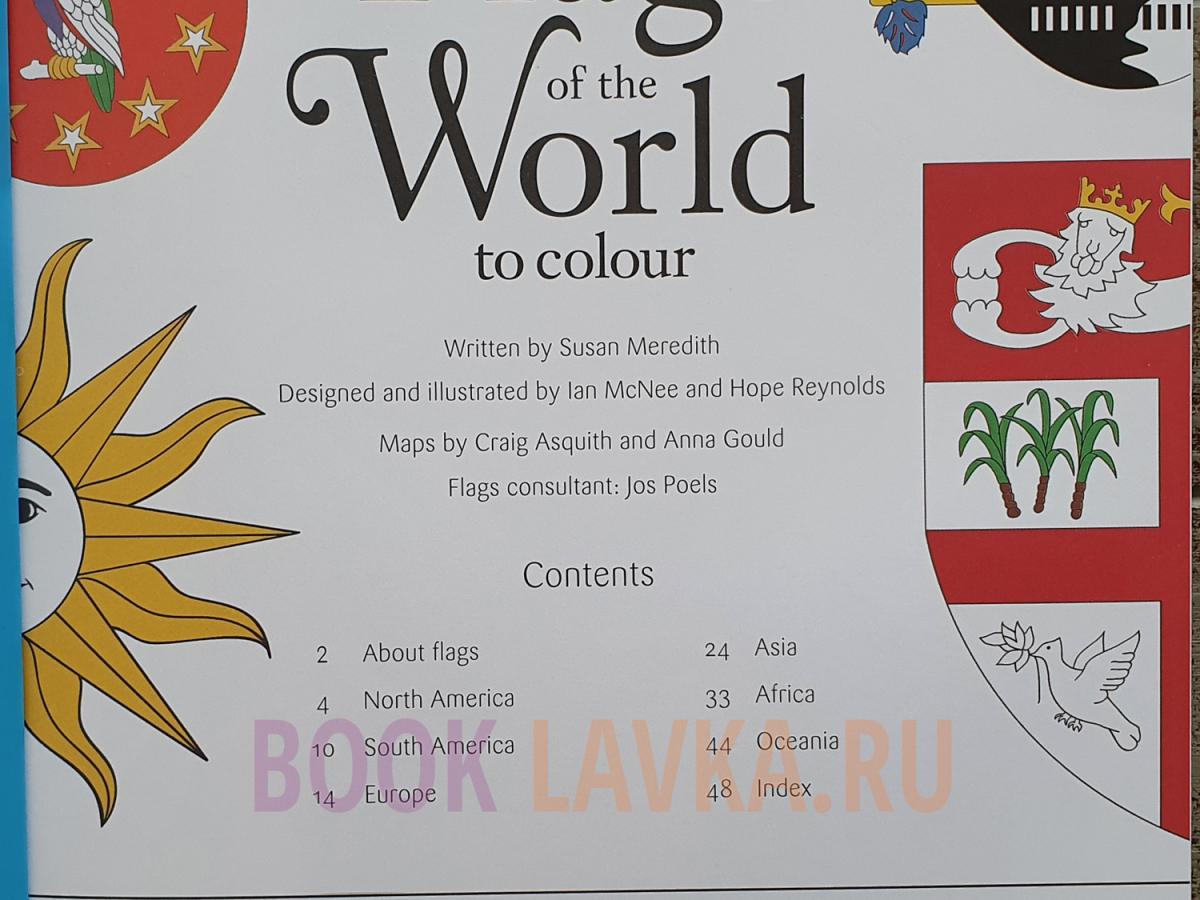 of the
World
to colour
Written by Susan Meredith
Designed and illustrated by Ian McNee and Hope Reynolds
Maps by Craig Asquith and Anna Gould
Flags consultant: Jos Poels
Contents
2 About flags
4 North America
10 South America
14 Europe
24 Asia
33 Africa
44 Oceania
48 Index
BOOK LAVKA.RU